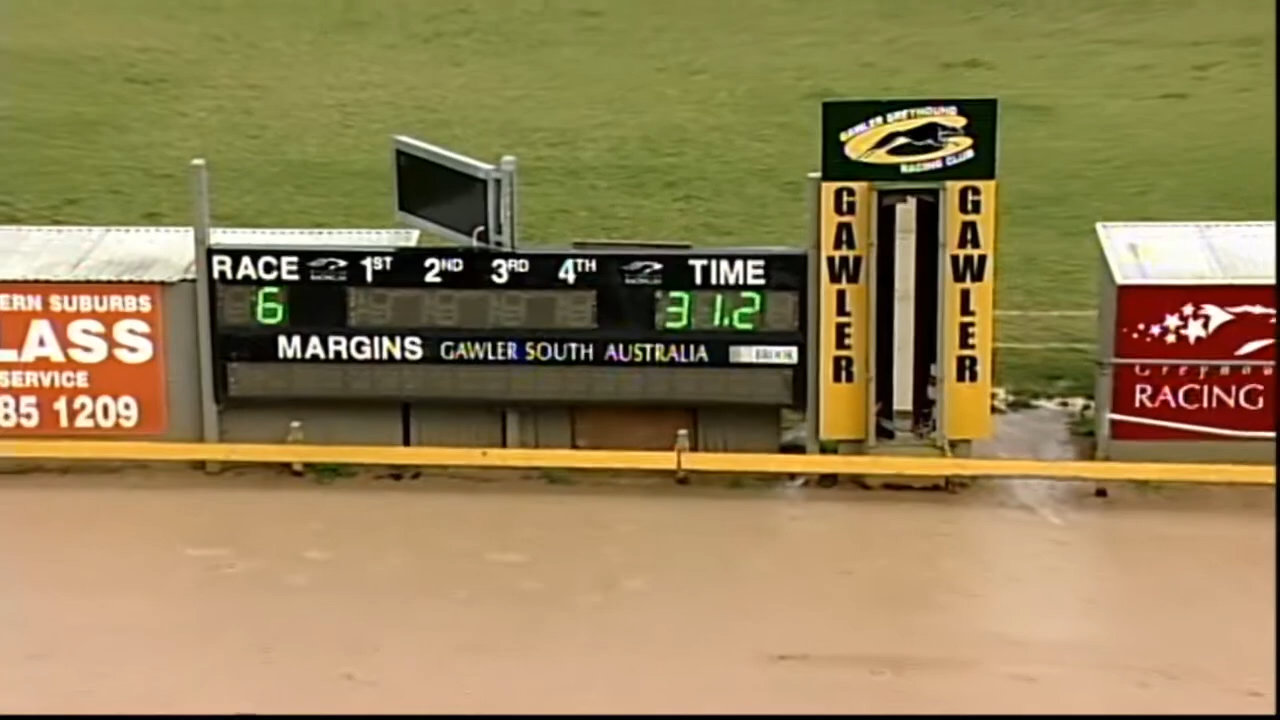 GAWLER GREYHOUND
RACING CLUB
GAWLER
GAWLER
RACE 1ST 2ND 3RD 4TH TIME
6 31.2
MARGINS GAWLER SOUTH AUSTRALIA
ERN SUBURBS
LASS
SERVICE
85 1209
RACING